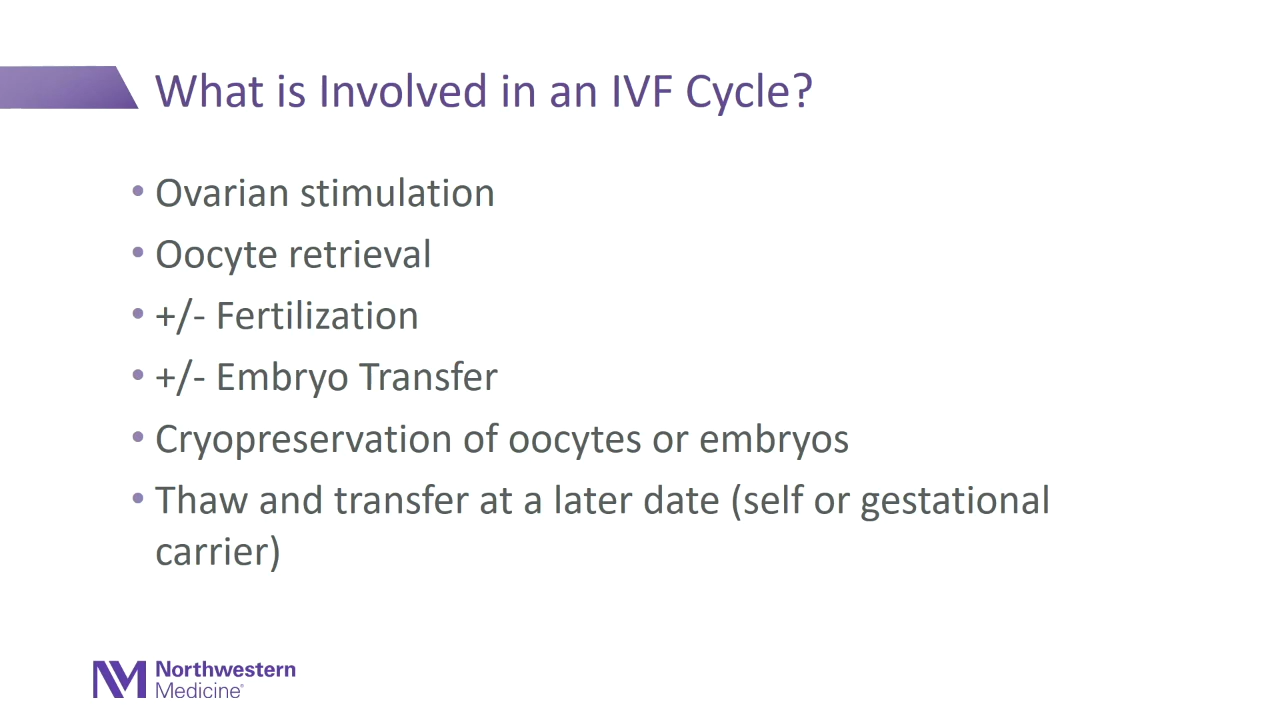 What is Involved in an IVF Cycle?
• Ovarian stimulation
• Oocyte retrieval
• +/- Fertilization
• +/- Embryo Transfer
• Cryopreservation of oocytes or embryos
• Thaw and transfer at a later date (self or gestational
carrier)
NM Northwestern
Medicine®